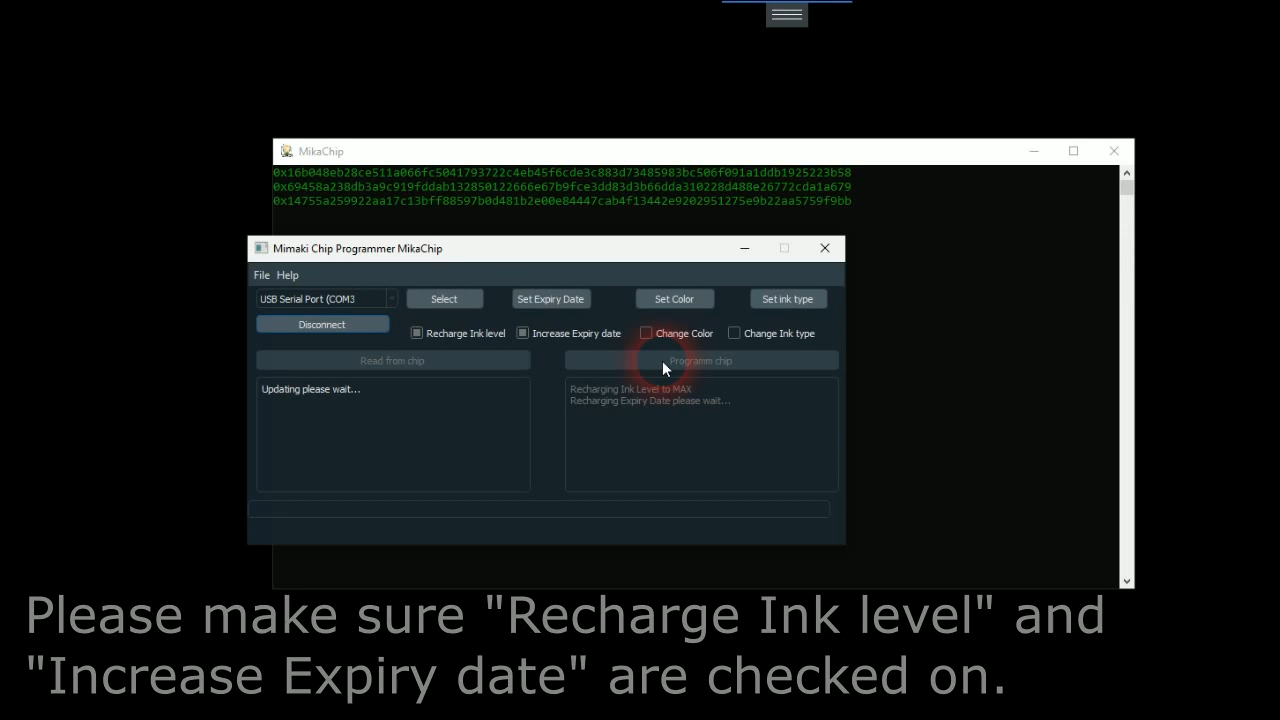 MikaChip
0x16b048eb28ce511a066fc5041793722c4eb45f6cde3c883d73485983bc506f091a1ddb1925223b58
0x69458a238db3a9c919fddab132850122666e67b9fce3dd83d3b66dda310228d488e26772cda1a679
0x14755a259922aa17c13bff88597b0d481b2e00e84447cab4f13442e9202951275e9b22aa5759f9bb
Mimaki Chip Programmer MikaChip
File Help
USB Serial Port (COM3 Select Set Expiry Date Set Color Set ink type
Disconnect Recharge Ink level Increase Expiry date Change Color Change Ink type
Read from chip Programm chip
Updating please wait... Recharging Ink Level to MAX
Recharging Expiry Date please wait...
Please make sure "Recharge Ink level" and
"Increase Expiry date" are checked on.